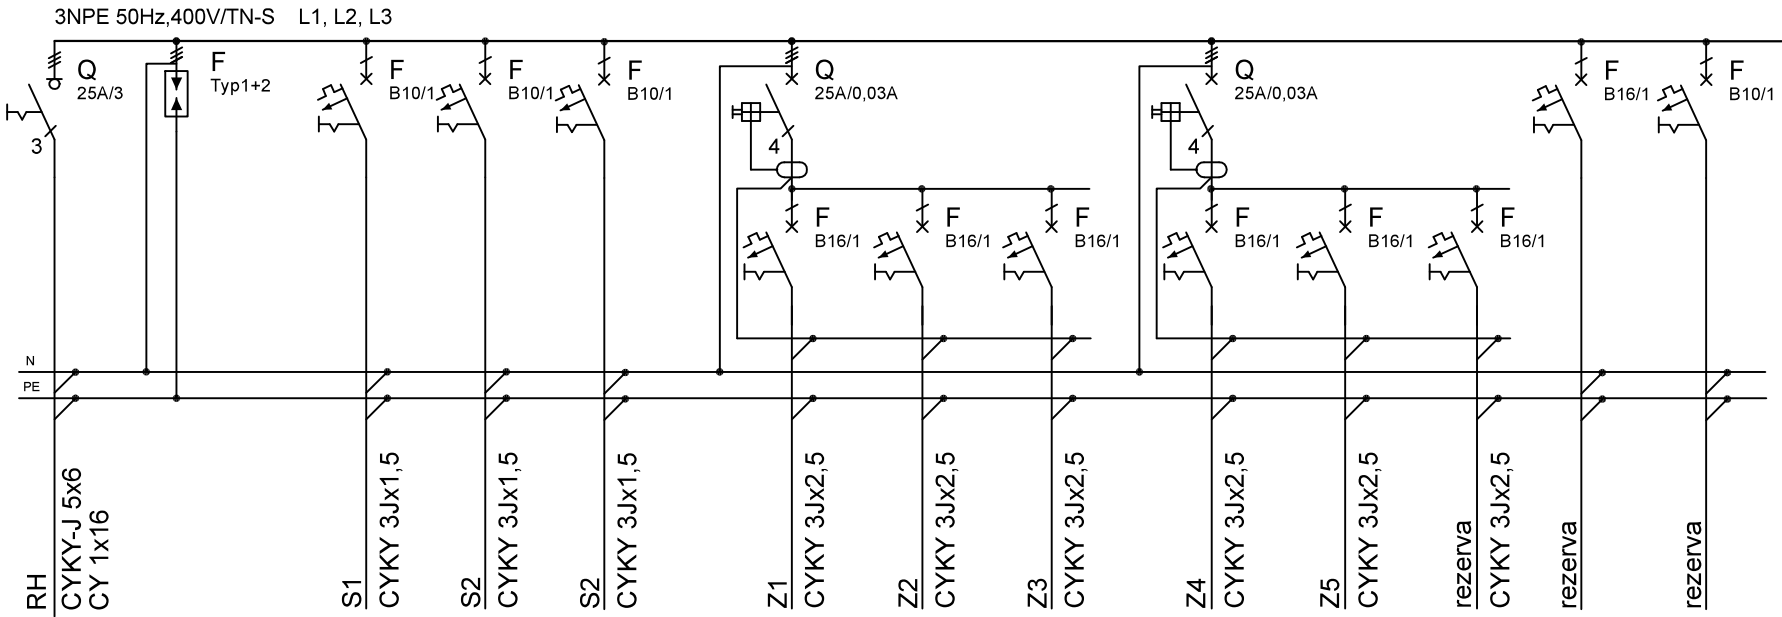 3NPE 50Hz,400V/TN-S L1, L2, L3
Q
25A/3
3
F
Typ1+2
F
B10/1
F
B10/1
F
B10/1
Q
25A/0,03A
4
F
B16/1
F
B16/1
F
B16/1
Q
25A/0,03A
4
F
B16/1
F
B16/1
F
B16/1
F
B16/1
F
B10/1
N
PE
RH
CYKY-J 5x6
CY 1x16
S1
CYKY 3Jx1,5
S2
CYKY 3Jx1,5
S2
CYKY 3Jx1,5
Z1
CYKY 3Jx2,5
Z2
CYKY 3Jx2,5
Z3
CYKY 3Jx2,5
Z4
CYKY 3Jx2,5
Z5
CYKY 3Jx2,5
rezerva
CYKY 3Jx2,5
rezerva
rezerva